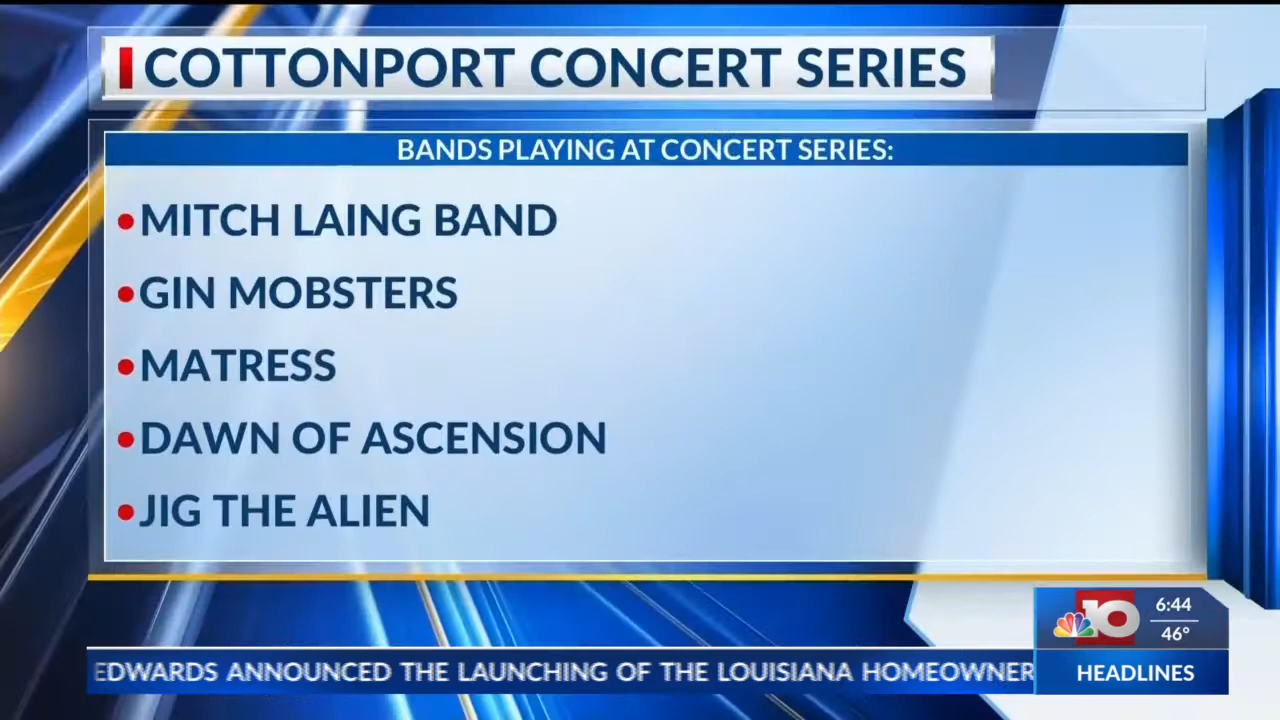 COTTONPORT CONCERT SERIES
BANDS PLAYING AT CONCERT SERIES:
•MITCH LAING BAND
•GIN MOBSTERS
•MATRESS
•DAWN OF ASCENSION
•JIG THE ALIEN
10
6:44
46°
EDWARDS ANNOUNCED THE LAUNCHING OF THE LOUISIANA HOMEOWNER
HEADLINES